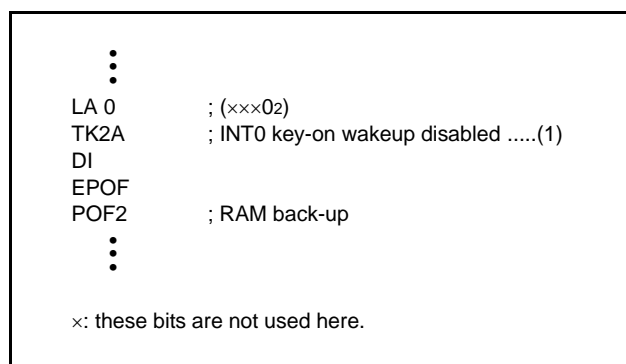 LA 0 ; (×××0₂)
TK2A ; INT0 key-on wakeup disabled .....(1)
DI
EPOF
POF2 ; RAM back-up
×: these bits are not used here.